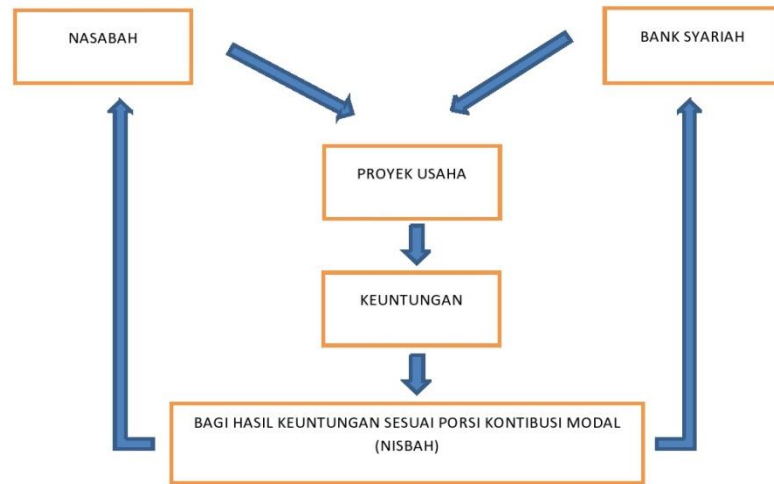 NASABAH
BANK SYARIAH
PROYEK USAHA
KEUNTUNGAN
BAGI HASIL KEUNTUNGAN SESUAI PORSI KONTIBUSI MODAL
(NISBAH)